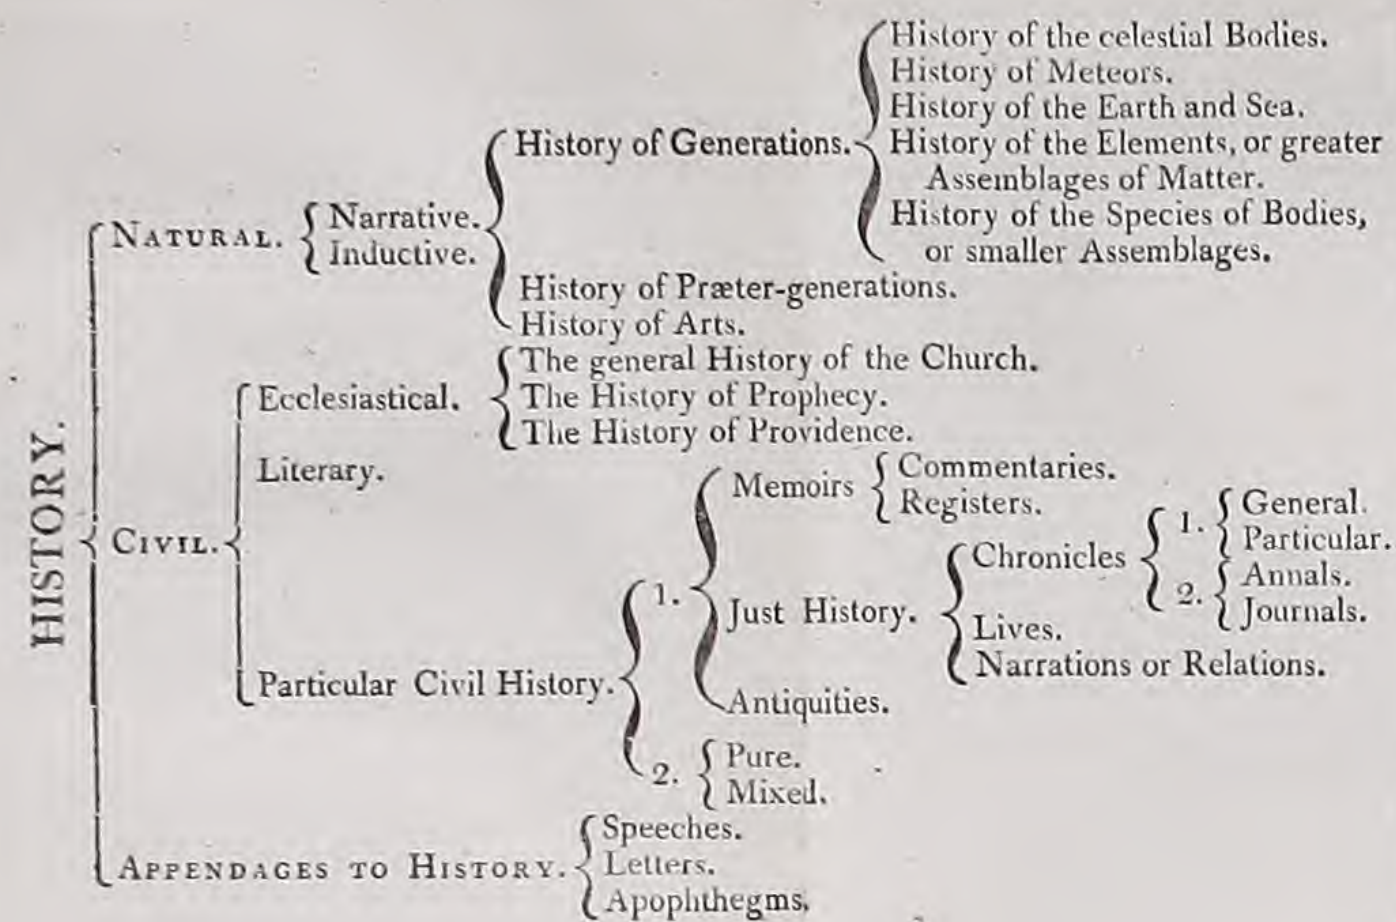 HISTORY.
NATURAL.
Narrative.
Inductive.
History of Generations.
History of the celestial Bodies.
History of Meteors.
History of the Earth and Sea.
History of the Elements, or greater
Assemblages of Matter.
History of the Species of Bodies,
or smaller Assemblages.
History of Præter-generations.
History of Arts.
CIVIL.
Ecclesiastical.
The general History of the Church.
The History of Prophecy.
The History of Providence.
Literary.
Particular Civil History.
1.
Memoirs
Commentaries.
Registers.
Just History.
Chronicles
1.
General.
Particular.
2.
Annals.
Journals.
Lives.
Narrations or Relations.
Antiquities.
2.
Pure.
Mixed.
APPENDAGES TO HISTORY.
Speeches.
Letters.
Apophthegms.